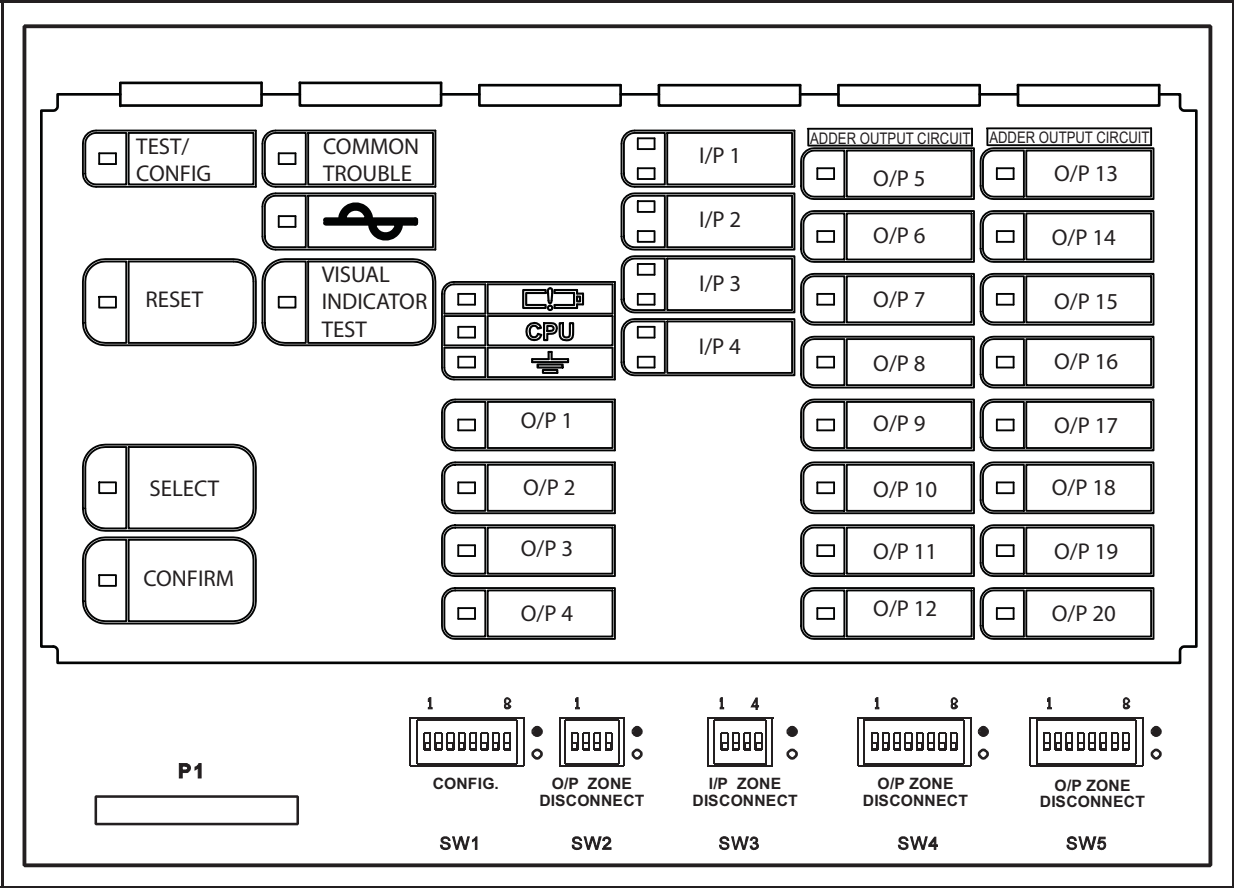 TEST/
CONFIG
RESET
SELECT
CONFIRM
COMMON
TROUBLE
VISUAL
INDICATOR
TEST
CPU
O/P 1
O/P 2
O/P 3
O/P 4
I/P 1
I/P 2
I/P 3
I/P 4
ADDER OUTPUT CIRCUIT
O/P 5
O/P 6
O/P 7
O/P 8
O/P 9
O/P 10
O/P 11
O/P 12
ADDER OUTPUT CIRCUIT
O/P 13
O/P 14
O/P 15
O/P 16
O/P 17
O/P 18
O/P 19
O/P 20
P1
1 8
CONFIG.
SW1
1
O/P ZONE
DISCONNECT
SW2
1 4
I/P ZONE
DISCONNECT
SW3
1 8
O/P ZONE
DISCONNECT
SW4
1 8
O/P ZONE
DISCONNECT
SW5